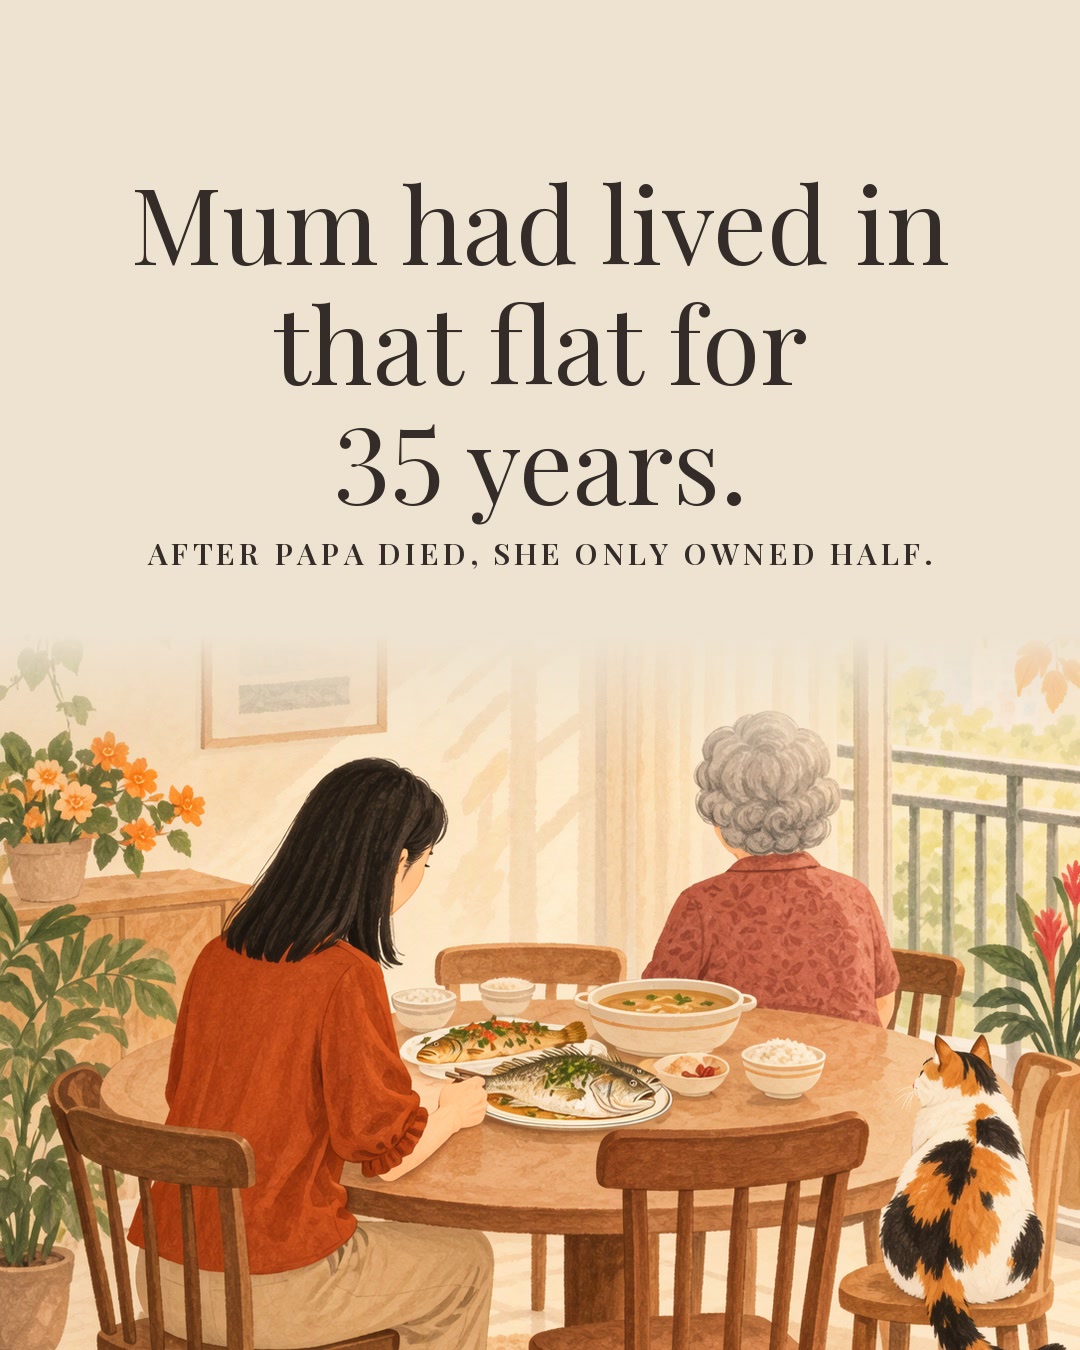 Mum had lived in
that flat for
35 years.
AFTER PAPA DIED, SHE ONLY OWNED HALF.